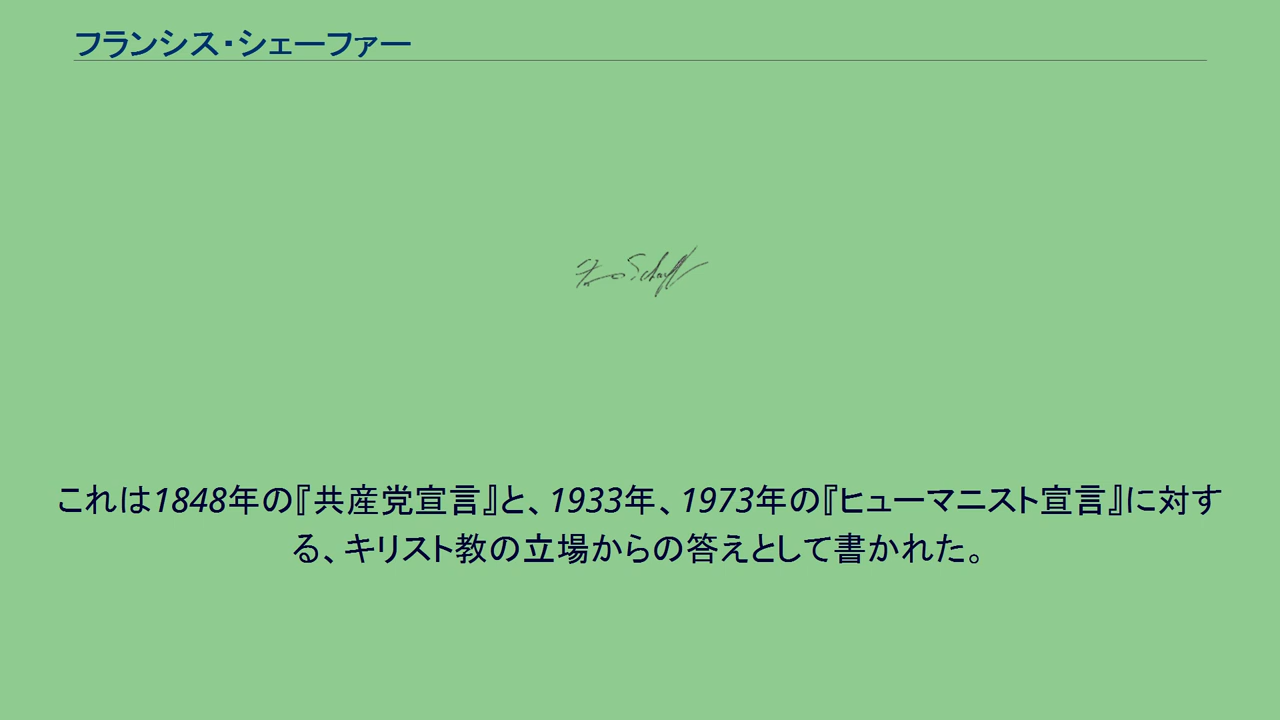 フランシス・シェーファー
これは1848年の『共産党宣言』と、1933年、1973年の『ヒューマニスト宣言』に対す
る、キリスト教の立場からの答えとして書かれた。